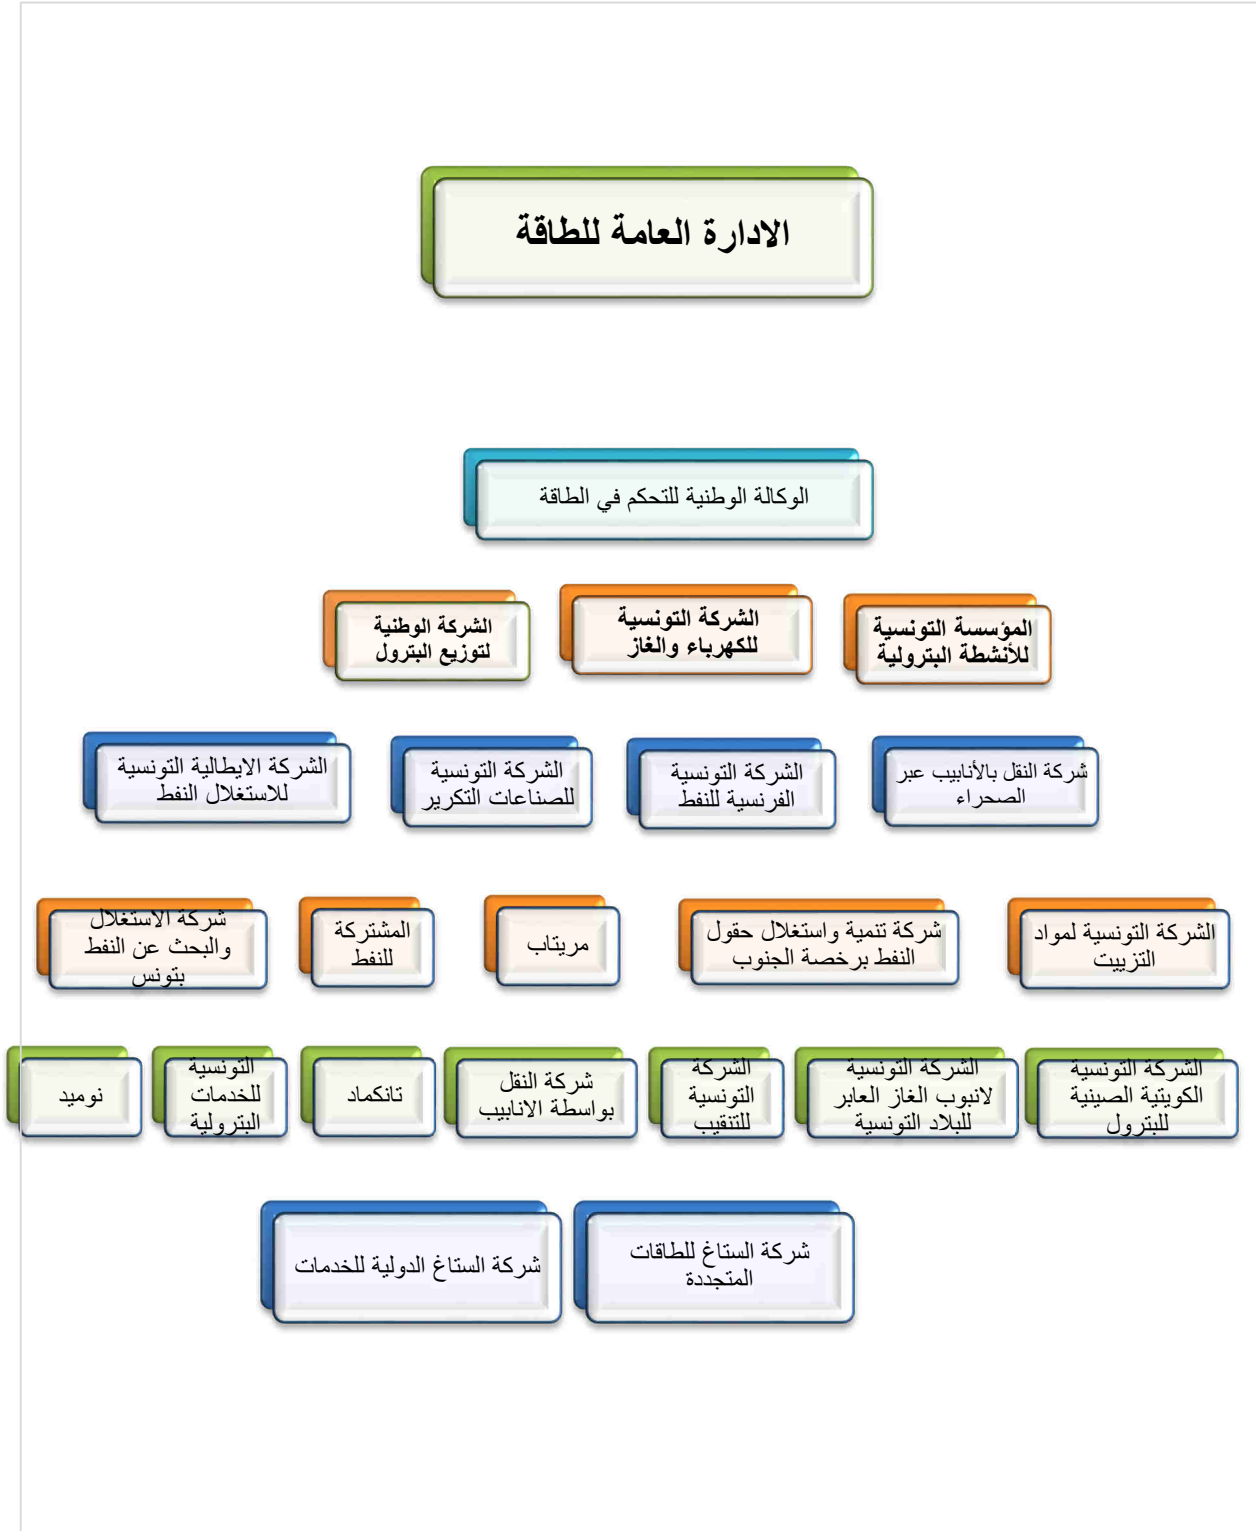 الادارة العامة للطاقة
الوكالة الوطنية للتحكم في الطاقة
المؤسسة التونسية
للأنشطة البترولية
الشركة التونسية
للكهرباء والغاز
الشركة الوطنية
لتوزيع البترول
شركة النقل بالأنابيب عبر
الصحراء
الشركة التونسية
الفرنسية للنفط
الشركة التونسية
للصناعات التكرير
الشركة الايطالية التونسية
للاستغلال النفط
الشركة التونسية لمواد
التزييت
شركة تنمية واستغلال حقول
النفط برخصة الجنوب
مريتاب
المشتركة
للنفط
شركة الاستغلال
والبحث عن النفط
بتونس
الشركة التونسية
الكويتية الصينية
للبترول
الشركة التونسية
لانبوب الغاز العابر
للبلاد التونسية
الشركة
التونسية
للتنقيب
شركة النقل
بواسطة الانابيب
تانكماد
التونسية
للخدمات
البترولية
نوميد
شركة الستاغ للطاقات
المتجددة
شركة الستاغ الدولية للخدمات